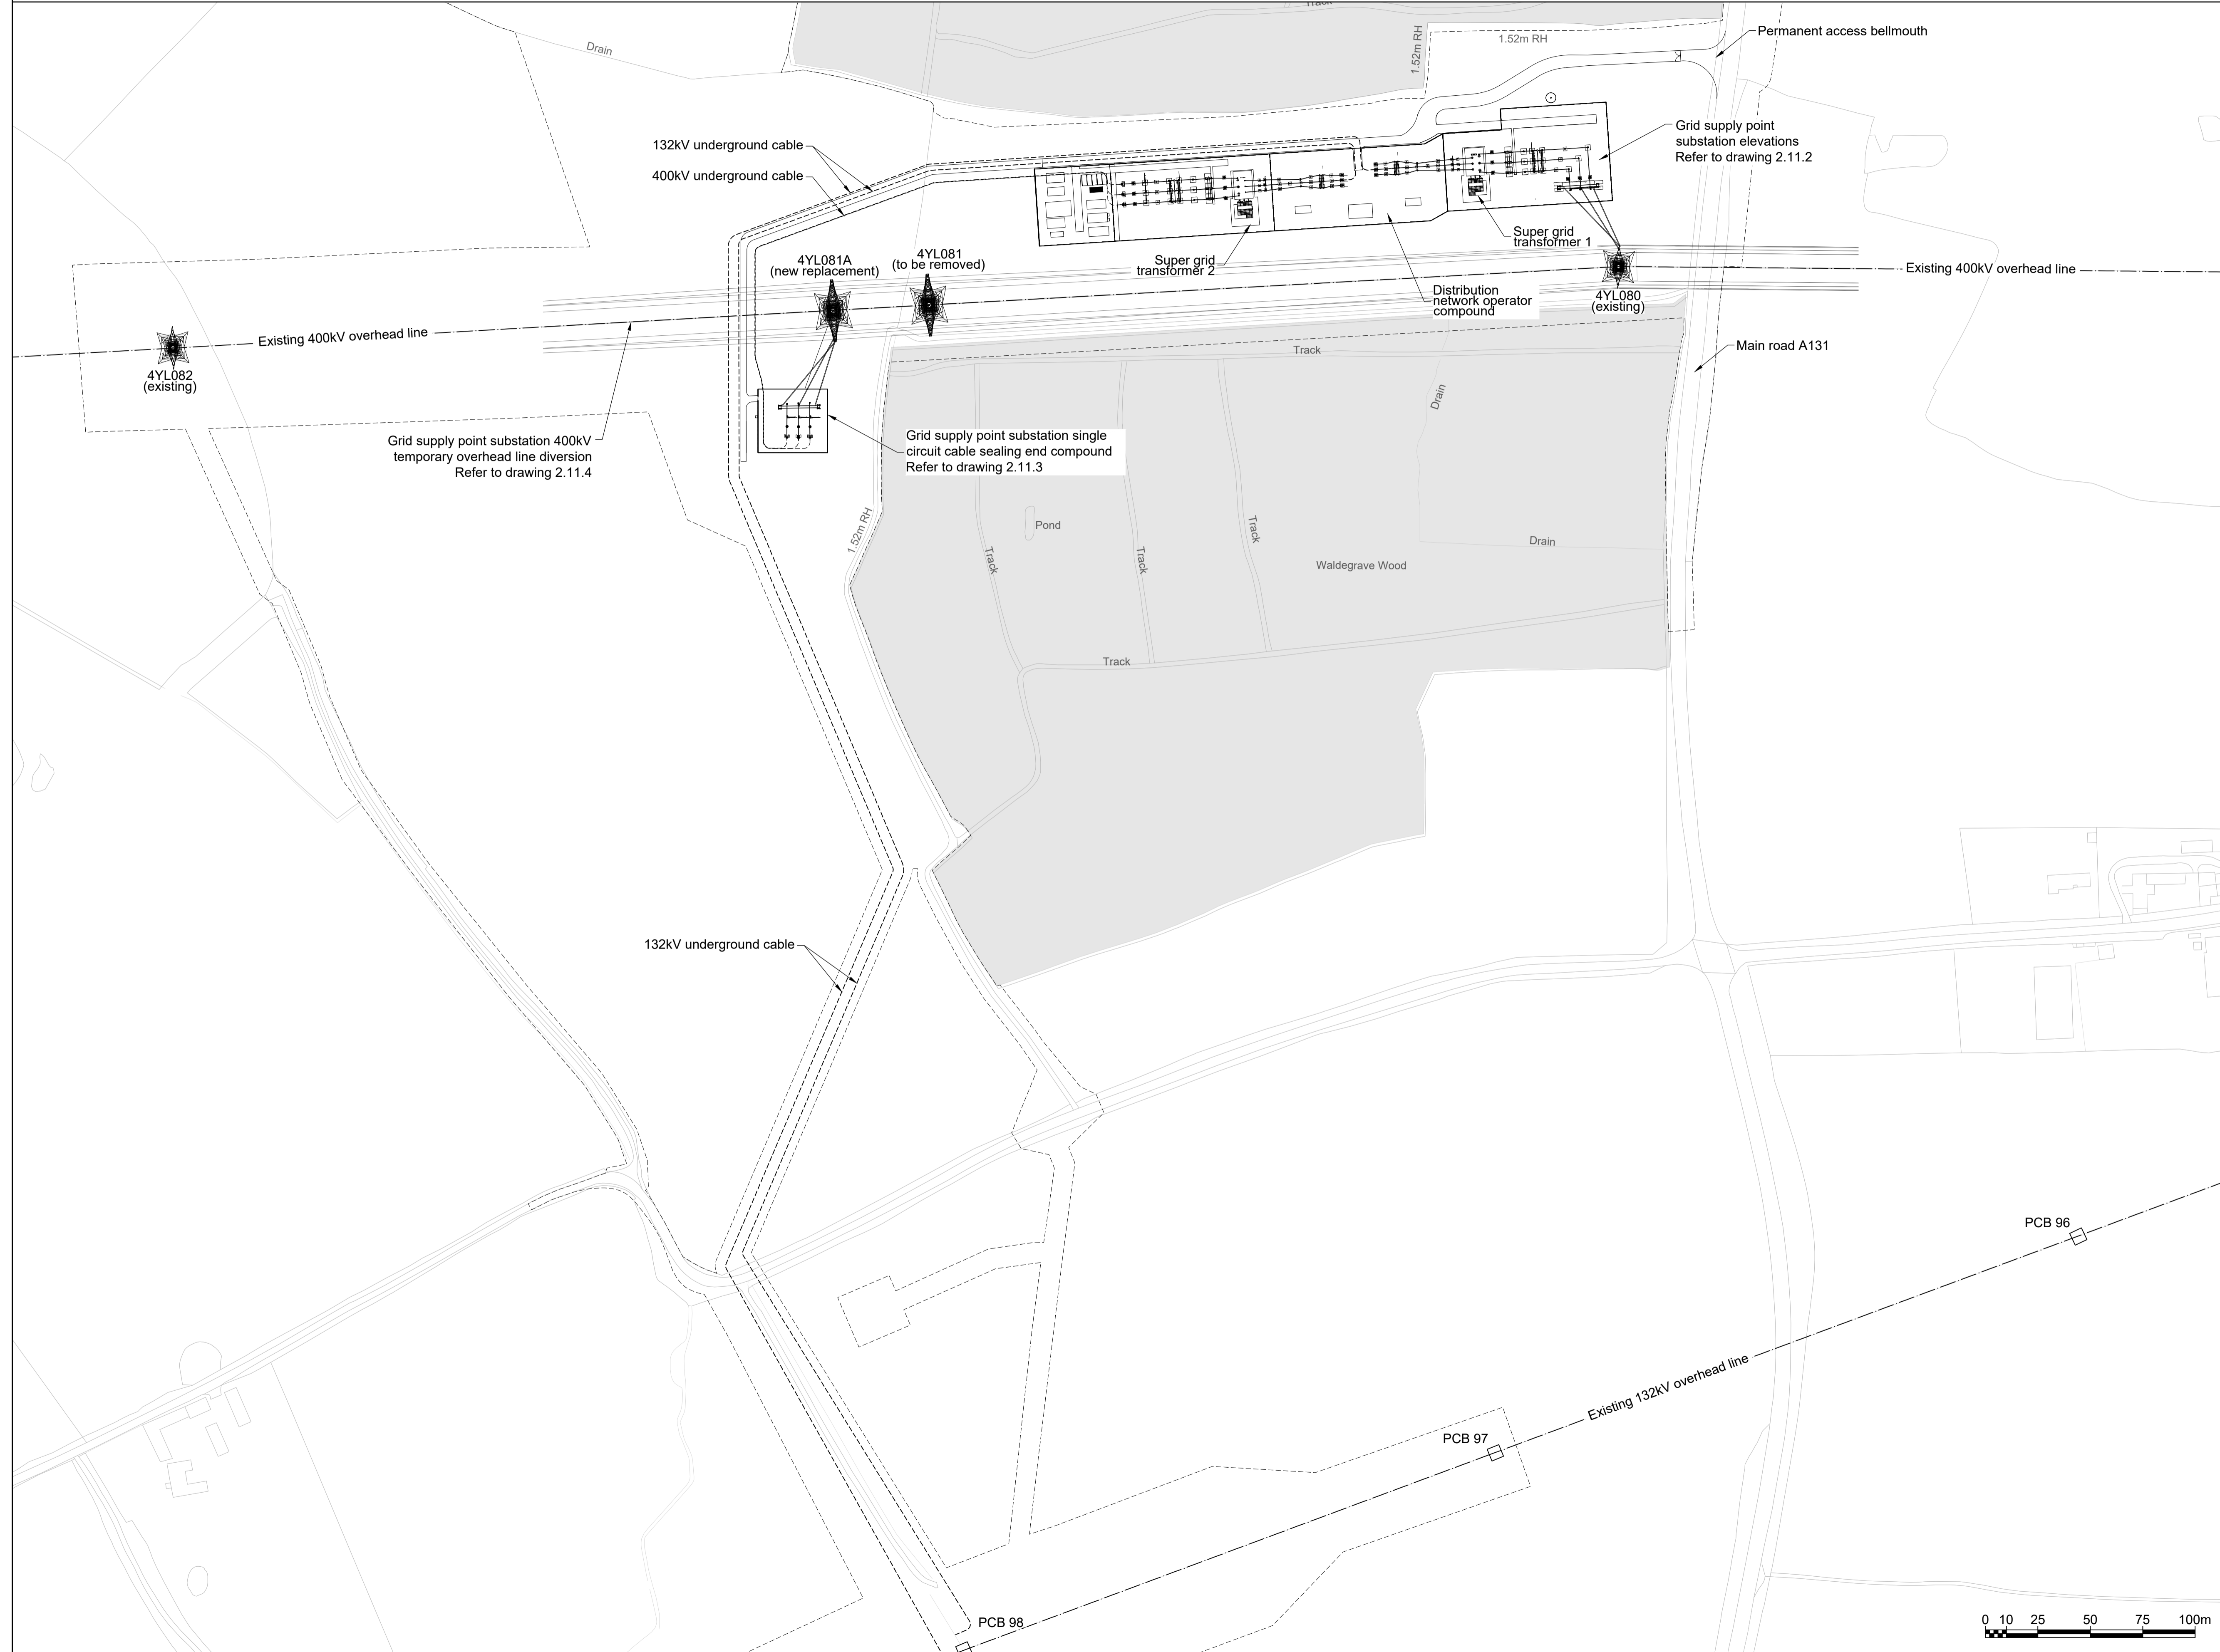 Track
Drain
1.52m RH
1.52m RH
Permanent access bellmouth
132kV underground cable
400kV underground cable
Grid supply point
substation elevations
Refer to drawing 2.11.2
Super grid
transformer 1
Super grid
transformer 2
4YL081A
(new replacement)
4YL081
(to be removed)
Existing 400kV overhead line
Distribution
network operator
compound
4YL080
(existing)
Existing 400kV overhead line
Main road A131
4YL082
(existing)
Track
Drain
Grid supply point substation 400kV
temporary overhead line diversion
Refer to drawing 2.11.4
Grid supply point substation single
circuit cable sealing end compound
Refer to drawing 2.11.3
1.52m RH
Pond
Track
Track
Track
Drain
Waldegrave Wood
Track
132kV underground cable
PCB 96
Existing 132kV overhead line
PCB 97
PCB 98
0 10 25 50 75 100m